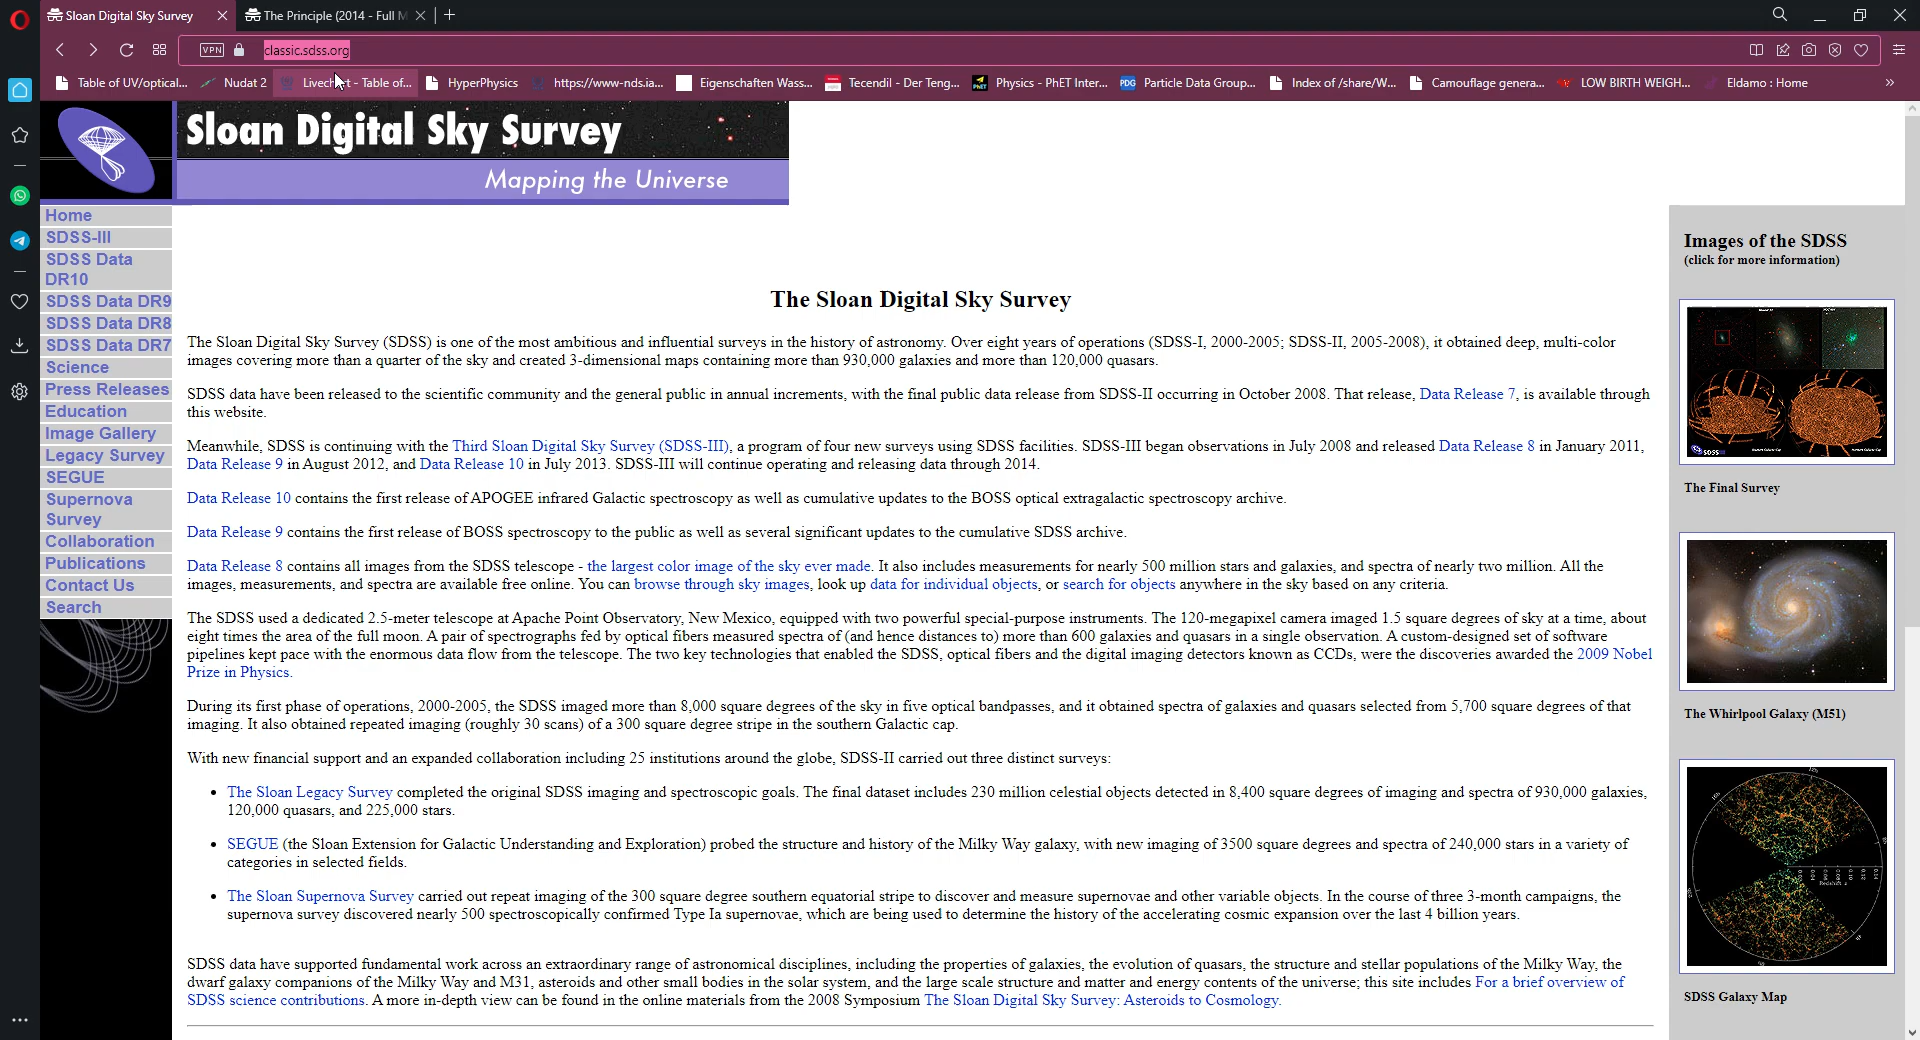 Sloan Digital Sky Survey
The Principle (2014 - Full M
VPN
classic.sdss.org
Table of UV/optical...
Nudat 2
Livech t - Table of...
HyperPhysics
https://www-nds.ia...
Eigenschaften Wass...
Tecendil - Der Teng...
Physics - PhET Inter...
PDG
Particle Data Group...
Index of /share/W...
Camouflage genera...
LOW BIRTH WEIGH...
Eldamo : Home
Sloan Digital Sky Survey
Mapping the Universe
Home
SDSS-III
SDSS Data
DR10
SDSS Data DR9
SDSS Data DR8
SDSS Data DR7
Science
Press Releases
Education
Image Gallery
Legacy Survey
SEGUE
Supernova
Survey
Collaboration
Publications
Contact Us
Search
The Sloan Digital Sky Survey
The Sloan Digital Sky Survey (SDSS) is one of the most ambitious and influential surveys in the history of astronomy. Over eight years of operations (SDSS-I, 2000-2005; SDSS-II, 2005-2008), it obtained deep, multi-color
images covering more than a quarter of the sky and created 3-dimensional maps containing more than 930,000 galaxies and more than 120,000 quasars.
SDSS data have been released to the scientific community and the general public in annual increments, with the final public data release from SDSS-II occurring in October 2008. That release, Data Release 7, is available through
this website.
Meanwhile, SDSS is continuing with the Third Sloan Digital Sky Survey (SDSS-III), a program of four new surveys using SDSS facilities. SDSS-III began observations in July 2008 and released Data Release 8 in January 2011,
Data Release 9 in August 2012, and Data Release 10 in July 2013. SDSS-III will continue operating and releasing data through 2014.
Data Release 10 contains the first release of APOGEE infrared Galactic spectroscopy as well as cumulative updates to the BOSS optical extragalactic spectroscopy archive.
Data Release 9 contains the first release of BOSS spectroscopy to the public as well as several significant updates to the cumulative SDSS archive.
Data Release 8 contains all images from the SDSS telescope - the largest color image of the sky ever made. It also includes measurements for nearly 500 million stars and galaxies, and spectra of nearly two million. All the
images, measurements, and spectra are available free online. You can browse through sky images, look up data for individual objects, or search for objects anywhere in the sky based on any criteria.
The SDSS used a dedicated 2.5-meter telescope at Apache Point Observatory, New Mexico, equipped with two powerful special-purpose instruments. The 120-megapixel camera imaged 1.5 square degrees of sky at a time, about
eight times the area of the full moon. A pair of spectrographs fed by optical fibers measured spectra of (and hence distances to) more than 600 galaxies and quasars in a single observation. A custom-designed set of software
pipelines kept pace with the enormous data flow from the telescope. The two key technologies that enabled the SDSS, optical fibers and the digital imaging detectors known as CCDs, were the discoveries awarded the 2009 Nobel
Prize in Physics.
During its first phase of operations, 2000-2005, the SDSS imaged more than 8,000 square degrees of the sky in five optical bandpasses, and it obtained spectra of galaxies and quasars selected from 5,700 square degrees of that
imaging. It also obtained repeated imaging (roughly 30 scans) of a 300 square degree stripe in the southern Galactic cap.
With new financial support and an expanded collaboration including 25 institutions around the globe, SDSS-II carried out three distinct surveys:
• The Sloan Legacy Survey completed the original SDSS imaging and spectroscopic goals. The final dataset includes 230 million celestial objects detected in 8,400 square degrees of imaging and spectra of 930,000 galaxies,
120,000 quasars, and 225,000 stars.
• SEGUE (the Sloan Extension for Galactic Understanding and Exploration) probed the structure and history of the Milky Way galaxy, with new imaging of 3500 square degrees and spectra of 240,000 stars in a variety of
categories in selected fields.
• The Sloan Supernova Survey carried out repeat imaging of the 300 square degree southern equatorial stripe to discover and measure supernovae and other variable objects. In the course of three 3-month campaigns, the
supernova survey discovered nearly 500 spectroscopically confirmed Type Ia supernovae, which are being used to determine the history of the accelerating cosmic expansion over the last 4 billion years.
SDSS data have supported fundamental work across an extraordinary range of astronomical disciplines, including the properties of galaxies, the evolution of quasars, the structure and stellar populations of the Milky Way, the
dwarf galaxy companions of the Milky Way and M31, asteroids and other small bodies in the solar system, and the large scale structure and matter and energy contents of the universe; this site includes For a brief overview of
SDSS science contributions. A more in-depth view can be found in the online materials from the 2008 Symposium The Sloan Digital Sky Survey: Asteroids to Cosmology.
Images of the SDSS
(click for more information)
SDSS
The Final Survey
The Whirlpool Galaxy (M51)
Redshift z
SDSS Galaxy Map